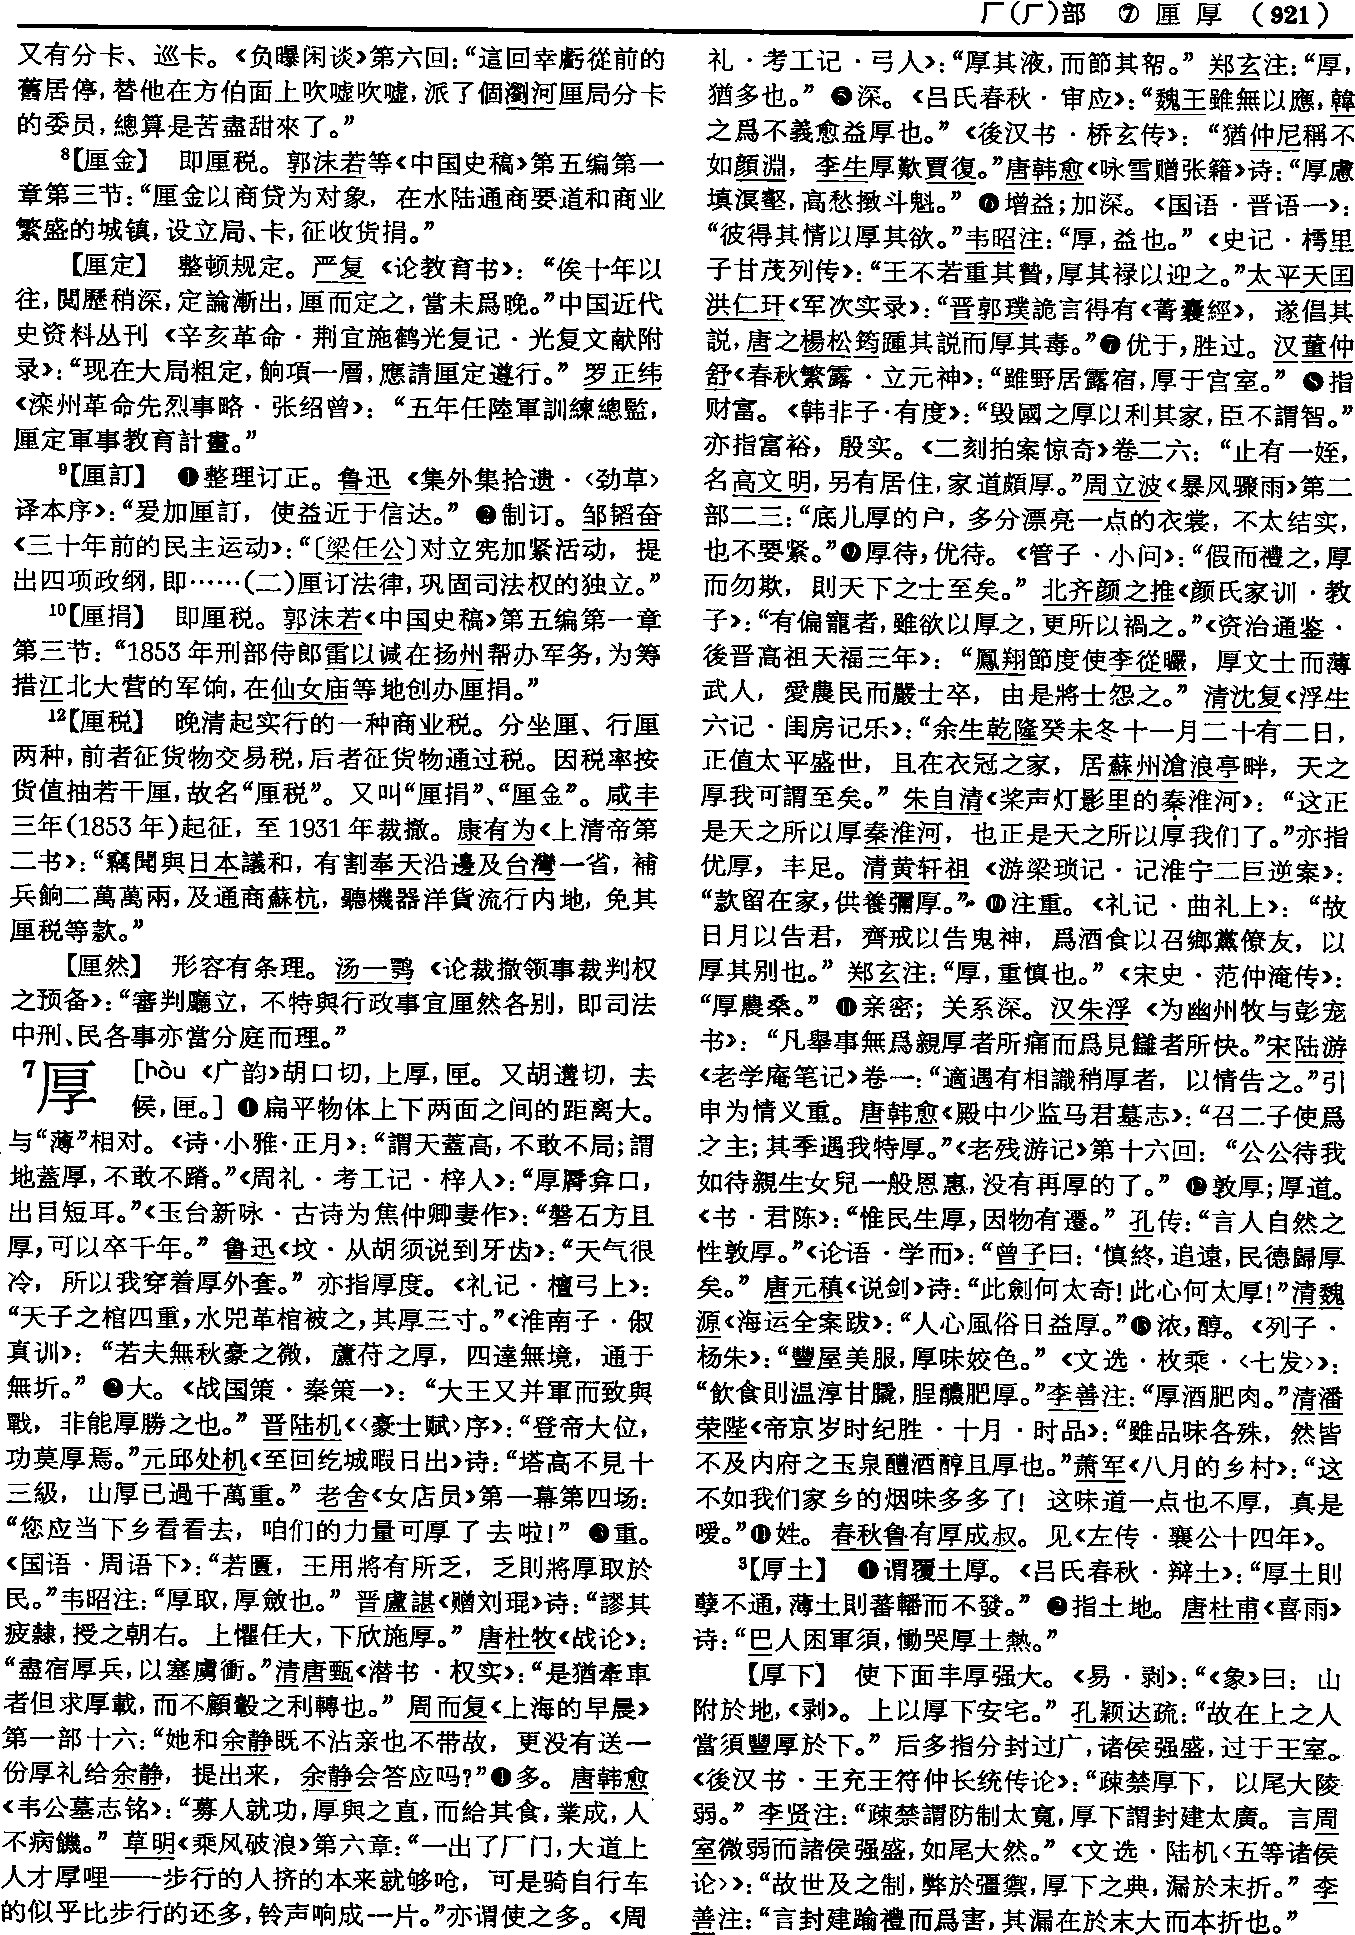 厂(厂)部 ⑦ 厘 厚 (921)
又有分卡、巡卡。《负曝闲谈》第六回:“這回幸虧從前的
舊居停,替他在方伯面上吹噓吹噓,派了個瀏河厘局分卡
的委员,總算是苦盡甜來了。”
⁸【厘金】 即厘税。郭沫若等《中国史稿》第五编第一
章第三节:“厘金以商贷为对象,在水陆通商要道和商业
繁盛的城镇,设立局、卡,征收货捐。”
【厘定】 整顿规定。严复《论教育书》:“俟十年以
往,閲歷稍深,定論漸出,厘而定之,當未爲晚。”中国近代
史资料丛刊《辛亥革命·荆宜施鹤光复记·光复文献附
录》:“现在大局粗定,餉項一層,應請厘定遵行。”罗正纬
《滦州革命先烈事略·张绍曾》:“五年任陸軍訓練總監,
厘定軍事教育計畫。”
⁹【厘訂】 ❶整理订正。鲁迅《集外集拾遗·〈劲草〉
译本序》:“爰加厘訂,使益近于信达。”❷制订。邹韬奋
《三十年前的民主运动》:“〔梁任公〕对立宪加紧活动,提
出四项政纲,即……(二)厘订法律,巩固司法权的独立。”
¹⁰【厘捐】 即厘税。郭沫若《中国史稿》第五编第一章
第三节:“1853年刑部侍郎雷以諴在扬州帮办军务,为筹
措江北大营的军饷,在仙女庙等地创办厘捐。”
¹²【厘税】 晚清起实行的一种商业税。分坐厘、行厘
两种,前者征货物交易税,后者征货物通过税。因税率按
货值抽若干厘,故名“厘税”。又叫“厘捐”、“厘金”。咸丰
三年(1853年)起征,至1931年裁撤。康有为《上清帝第
二书》:“竊聞與日本議和,有割奉天沿邊及台灣一省,補
兵餉二萬萬兩,及通商蘇杭,聽機器洋貨流行内地,免其
厘税等款。”
【厘然】 形容有条理。汤一鹗《论裁撤领事裁判权
之预备》:“審判廳立,不特與行政事宜厘然各别,即司法
中刑、民各事亦當分庭而理。”
⁷厚 [hòu《广韵》胡口切,上厚,匣。又胡遘切,去
候,匣。]❶扁平物体上下两面之间的距离大。
与“薄”相对。《诗·小雅·正月》:“謂天蓋高,不敢不局;謂
地蓋厚,不敢不蹐。”《周礼·考工记·梓人》:“厚脣弇口,
出目短耳。”《玉台新咏·古诗为焦仲卿妻作》:“磐石方且
厚,可以卒千年。”鲁迅《坟·从胡须说到牙齿》:“天气很
冷,所以我穿着厚外套。”亦指厚度。《礼记·檀弓上》:
“天子之棺四重,水兕革棺被之,其厚三寸。”《淮南子·俶
真训》:“若夫無秋豪之微,蘆苻之厚,四達無境,通于
無圻。”❷大。《战国策·秦策一》:“大王又并軍而致與
戰,非能厚勝之也。”晋陆机《〈豪士赋〉序》:“登帝大位,
功莫厚焉。”元邱处机《至回纥城暇日出》诗:“塔高不見十
三級,山厚已過千萬重。”老舍《女店员》第一幕第四场:
“您应当下乡看看去,咱们的力量可厚了去啦!”❸重。
《国语·周语下》:“若匱,王用將有所乏,乏則將厚取於
民。”韦昭注:“厚取,厚斂也。”晋盧諶《赠刘琨》诗:“謬其
疲隸,授之朝右。上懼任大,下欣施厚。”唐杜牧《战论》:
“盡宿厚兵,以塞虜衝。”清唐甄《潜书·权实》:“是猶牽車
者但求厚載,而不顧轂之利轉也。”周而复《上海的早晨》
第一部十六:“她和余静既不沾亲也不带故,更没有送一
份厚礼给余静,提出来,余静会答应吗?”❹多。唐韩愈
《韦公墓志铭》:“募人就功,厚與之直,而給其食,業成,人
不病饑。”草明《乘风破浪》第六章:“一出了厂门,大道上
人才厚哩——步行的人挤的本来就够呛,可是骑自行车
的似乎比步行的还多,铃声响成一片。”亦谓使之多。《周
礼·考工记·弓人》:“厚其液,而節其帤。”郑玄注:“厚,
猶多也。”❺深。《吕氏春秋·审应》:“魏王雖無以應,韓
之爲不義愈益厚也。”《後汉书·桥玄传》:“猶仲尼稱不
如顏淵,李生厚歎賈復。”唐韩愈《咏雪赠张籍》诗:“厚慮
填溟壑,高愁㨖斗魁。”❻增益;加深。《国语·晋语一》:
“彼得其情以厚其欲。”韦昭注:“厚,益也。”《史记·樗里
子甘茂列传》:“王不若重其贄,厚其禄以迎之。”太平天国
洪仁玕《军次实录》:“晋郭璞詭言得有《菁囊經》,遂倡其
説,唐之楊松筠踵其説而厚其毒。”❼优于,胜过。汉董仲
舒《春秋繁露·立元神》:“雖野居露宿,厚于宫室。”❽指
财富。《韩非子·有度》:“毁國之厚以利其家,臣不謂智。”
亦指富裕,殷实。《二刻拍案惊奇》卷二六:“止有一姪,
名高文明,另有居住,家道頗厚。”周立波《暴风骤雨》第二
部二三:“底儿厚的户,多分漂亮一点的衣裳,不太结实,
也不要紧。”❾厚待,优待。《管子·小问》:“假而禮之,厚
而勿欺,則天下之士至矣。”北齐颜之推《颜氏家训·教
子》:“有偏寵者,雖欲以厚之,更所以禍之。”《资治通鉴·
後晋高祖天福三年》:“鳳翔節度使李從曮,厚文士而薄
武人,愛農民而嚴士卒,由是將士怨之。”清沈复《浮生
六记·闺房记乐》:“余生乾隆癸未冬十一月二十有二日,
正值太平盛世,且在衣冠之家,居蘇州滄浪亭畔,天之
厚我可謂至矣。”朱自清《桨声灯影里的秦淮河》:“这正
是天之所以厚秦淮河,也正是天之所以厚我们了。”亦指
优厚,丰足。清黄轩祖《游梁琐记·记淮宁二巨逆案》:
“款留在家,供養彌厚。”❿注重。《礼记·曲礼上》:“故
日月以告君,齊戒以告鬼神,爲酒食以召鄉黨僚友,以
厚其别也。”郑玄注:“厚,重慎也。”《宋史·范仲淹传》:
“厚農桑。”⓫亲密;关系深。汉朱浮《为幽州牧与彭宠
书》:“凡舉事無爲親厚者所痛而爲見讎者所快。”宋陆游
《老学庵笔记》卷一:“適遇有相識稍厚者,以情告之。”引
申为情义重。唐韩愈《殿中少监马君墓志》:“召二子使爲
之主;其季遇我特厚。”《老残游记》第十六回:“公公待我
如待親生女兒一般恩惠,没有再厚的了。”⓬敦厚;厚道。
《书·君陈》:“惟民生厚,因物有遷。”孔传:“言人自然之
性敦厚。”《论语·学而》:“曾子曰:‘慎終,追遠,民德歸厚
矣。”唐元稹《说剑》诗:“此劍何太奇!此心何太厚!”清魏
源《海运全案跋》:“人心風俗日益厚。”⓭浓,醇。《列子·
杨朱》:“豐屋美服,厚味姣色。”《文选·枚乘·〈七发〉》:
“飲食則温淳甘膬,脭醲肥厚。”李善注:“厚酒肥肉。”清潘
荣陛《帝京岁时纪胜·十月·时品》:“雖品味各殊,然皆
不及内府之玉泉醴酒醇且厚也。”萧军《八月的乡村》:“这
不如我们家乡的烟味多多了!这味道一点也不厚,真是
嗳。”⓮姓。春秋鲁有厚成叔。见《左传·襄公十四年》。
³【厚土】 ❶谓覆土厚。《吕氏春秋·辩土》:“厚土則
孽不通,薄土則蕃轓而不發。”❷指土地。唐杜甫《喜雨》
诗:“巴人困軍須,慟哭厚土熱。”
【厚下】 使下面丰厚强大。《易·剥》:“《象》曰:山
附於地,《剥》。上以厚下安宅。”孔颖达疏:“故在上之人
當須豐厚於下。”后多指分封过广,诸侯强盛,过于王室。
《後汉书·王充王符仲长统传论》:“疎禁厚下,以尾大陵
弱。”李贤注:“疎禁謂防制太寬,厚下謂封建太廣。言周
室微弱而諸侯强盛,如尾大然。”《文选·陆机〈五等诸侯
论〉》:“故世及之制,弊於彊禦,厚下之典,漏於末折。”李
善注:“言封建踰禮而爲害,其漏在於末大而本折也。”